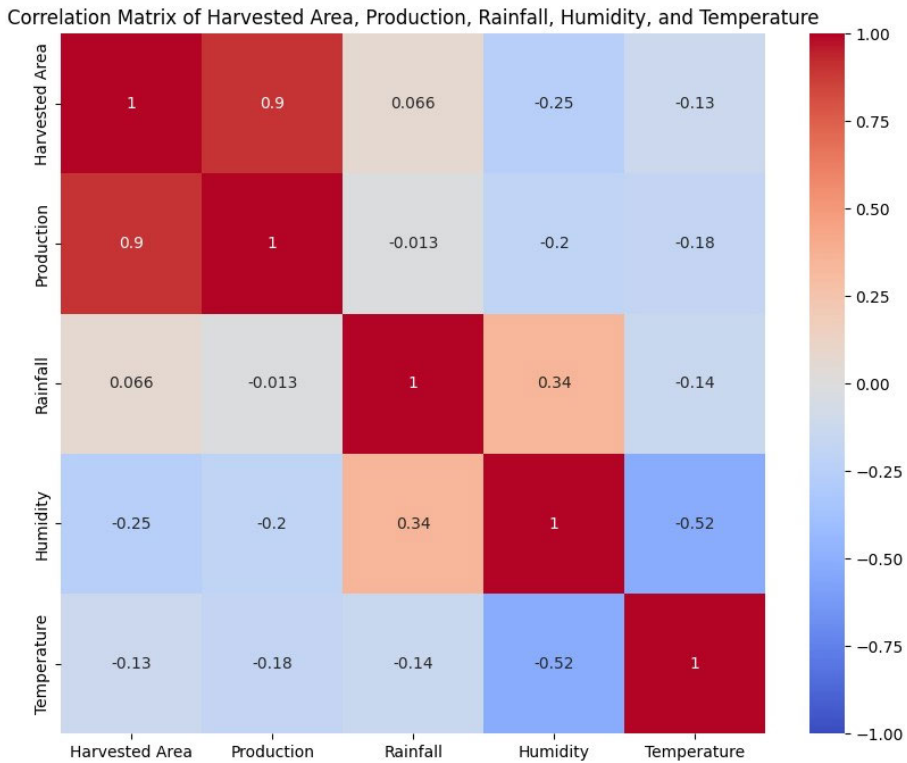 Correlation Matrix of Harvested Area, Production, Rainfall, Humidity, and Temperature
Harvested Area 1 0.9 0.066 -0.25 -0.13
Production 0.9 1 -0.013 -0.2 -0.18
Rainfall 0.066 -0.013 1 0.34 -0.14
Humidity -0.25 -0.2 0.34 1 -0.52
Temperature -0.13 -0.18 -0.14 -0.52 1
Harvested Area Production Rainfall Humidity Temperature
1.00
0.75
0.50
0.25
0.00
−0.25
−0.50
−0.75
−1.00